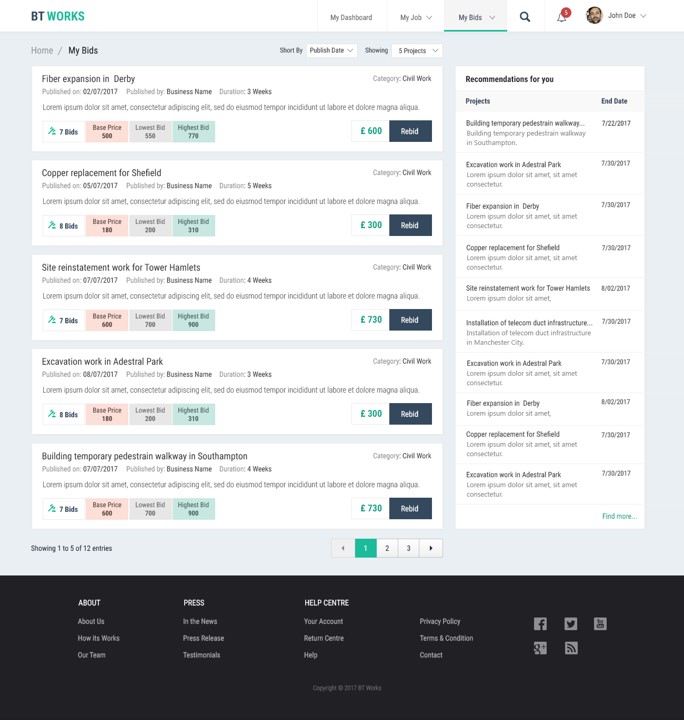 BT WORKS
My Dashboard
My Job
My Bids
5
John Doe
Home / My Bids
Short By Publish Date
Showing 5 Projects
Fiber expansion in Derby
Category: Civil Work
Published on: 02/07/2017 Published by: Business Name Duration: 3 Weeks
Lorem ipsum dolor sit amet, consectetur adipiscing elit, sed do eiusmod tempor incididunt ut labore et dolore magna aliqua.
7 Bids
Base Price
500
Lowest Bid
550
Highest Bid
770
£ 600
Rebid
Copper replacement for Shefield
Category: Civil Work
Published on: 05/07/2017 Published by: Business Name Duration: 5 Weeks
Lorem ipsum dolor sit amet, consectetur adipiscing elit, sed do eiusmod tempor incididunt ut labore et dolore magna aliqua.
8 Bids
Base Price
180
Lowest Bid
200
Highest Bid
310
£ 300
Rebid
Site reinstatement work for Tower Hamlets
Category: Civil Work
Published on: 07/07/2017 Published by: Business Name Duration: 4 Weeks
Lorem ipsum dolor sit amet, consectetur adipiscing elit, sed do eiusmod tempor incididunt ut labore et dolore magna aliqua.
7 Bids
Base Price
600
Lowest Bid
700
Highest Bid
900
£ 730
Rebid
Excavation work in Adestral Park
Category: Civil Work
Published on: 08/07/2017 Published by: Business Name Duration: 3 Weeks
Lorem ipsum dolor sit amet, consectetur adipiscing elit, sed do eiusmod tempor incididunt ut labore et dolore magna aliqua.
8 Bids
Base Price
180
Lowest Bid
200
Highest Bid
310
£ 300
Rebid
Building temporary pedestrain walkway in Southampton
Category: Civil Work
Published on: 07/07/2017 Published by: Business Name Duration: 4 Weeks
Lorem ipsum dolor sit amet, consectetur adipiscing elit, sed do eiusmod tempor incididunt ut labore et dolore magna aliqua.
7 Bids
Base Price
600
Lowest Bid
700
Highest Bid
900
£ 730
Rebid
Showing 1 to 5 of 12 entries
1 2 3
Recommendations for you
Projects End Date
Building temporary pedestrain walkway... 7/22/2017
Building temporary pedestrain walkway
in Southampton.
Excavation work in Adestral Park 7/30/2017
Lorem ipsum dolor sit amet, sit amet
consectetur.
Fiber expansion in Derby 7/30/2017
Lorem ipsum dolor sit amet, sit amet
consectetur.
Copper replacement for Shefield 7/30/2017
Lorem ipsum dolor sit amet, sit amet
consectetur.
Site reinstatement work for Tower Hamlets 8/02/2017
Lorem ipsum dolor sit amet,
Installation of telecom duct infrastructure... 7/30/2017
Installation of telecom duct infrastructure
in Manchester City.
Excavation work in Adestral Park 7/30/2017
Lorem ipsum dolor sit amet, sit amet
consectetur.
Fiber expansion in Derby 8/02/2017
Lorem ipsum dolor sit amet,
Copper replacement for Shefield 7/30/2017
Lorem ipsum dolor sit amet, sit amet
consectetur.
Excavation work in Adestral Park 7/30/2017
Lorem ipsum dolor sit amet, sit amet
consectetur.
Find more...
ABOUT
About Us
How its Works
Our Team
PRESS
In the News
Press Release
Testimonials
HELP CENTRE
Your Account
Return Centre
Help
Privacy Policy
Terms & Condition
Contact
Copyright © 2017 BT Works